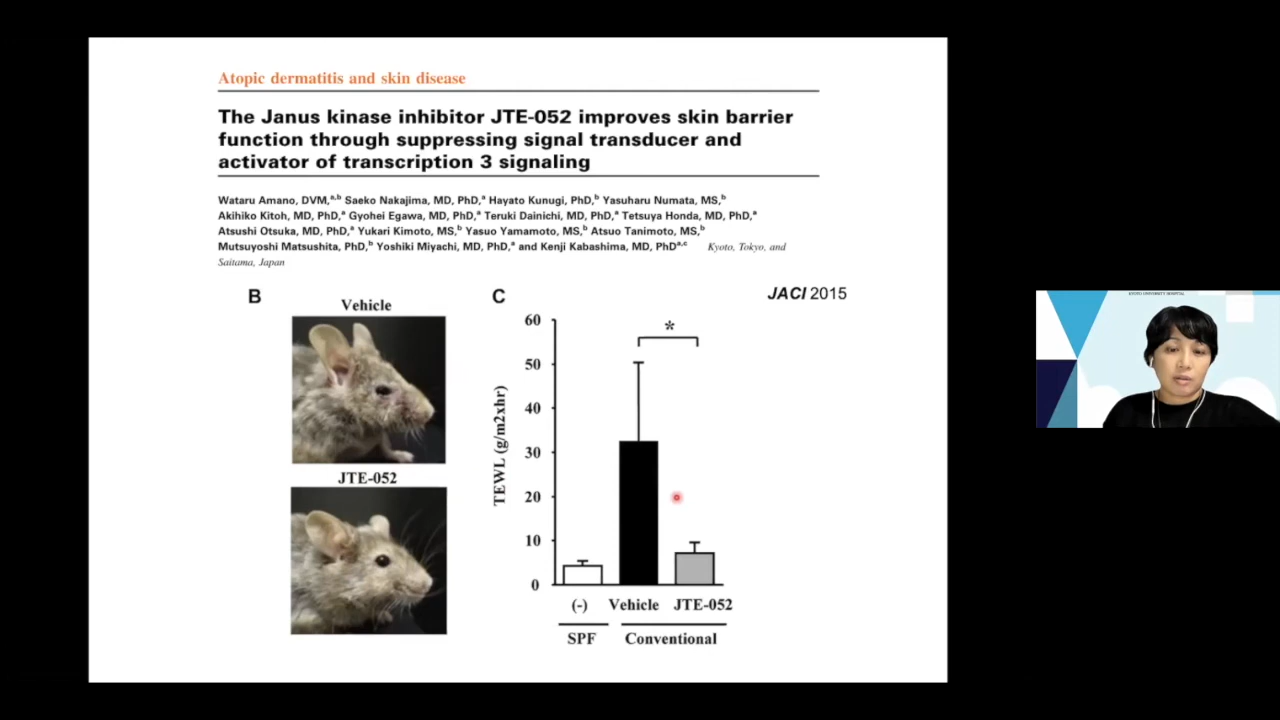 Atopic dermatitis and skin disease
The Janus kinase inhibitor JTE-052 improves skin barrier
function through suppressing signal transducer and
activator of transcription 3 signaling
Wataru Amano, DVM,a,b Saeko Nakajima, MD, PhD,a Hayato Kunugi, PhD,b Yasuharu Numata, MS,b
Akihiko Kitoh, MD, PhD,a Gyohei Egawa, MD, PhD,a Teruki Dainichi, MD, PhD,a Tetsuya Honda, MD, PhD,a
Atsushi Otsuka, MD, PhD,a Yukari Kimoto, MS,b Yasuo Yamamoto, MS,b Atsuo Tanimoto, MS,b
Mutsuyoshi Matsushita, PhD,b Yoshiki Miyachi, MD, PhD,a and Kenji Kabashima, MD, PhDa,c Kyoto, Tokyo, and
Saitama, Japan
JACI 2015
B
Vehicle
JTE-052
C
*
TEWL (g/m2xhr)
60
50
40
30
20
10
0
(-) Vehicle JTE-052
SPF Conventional
KYOTO UNIVERSITY HOSPITAL